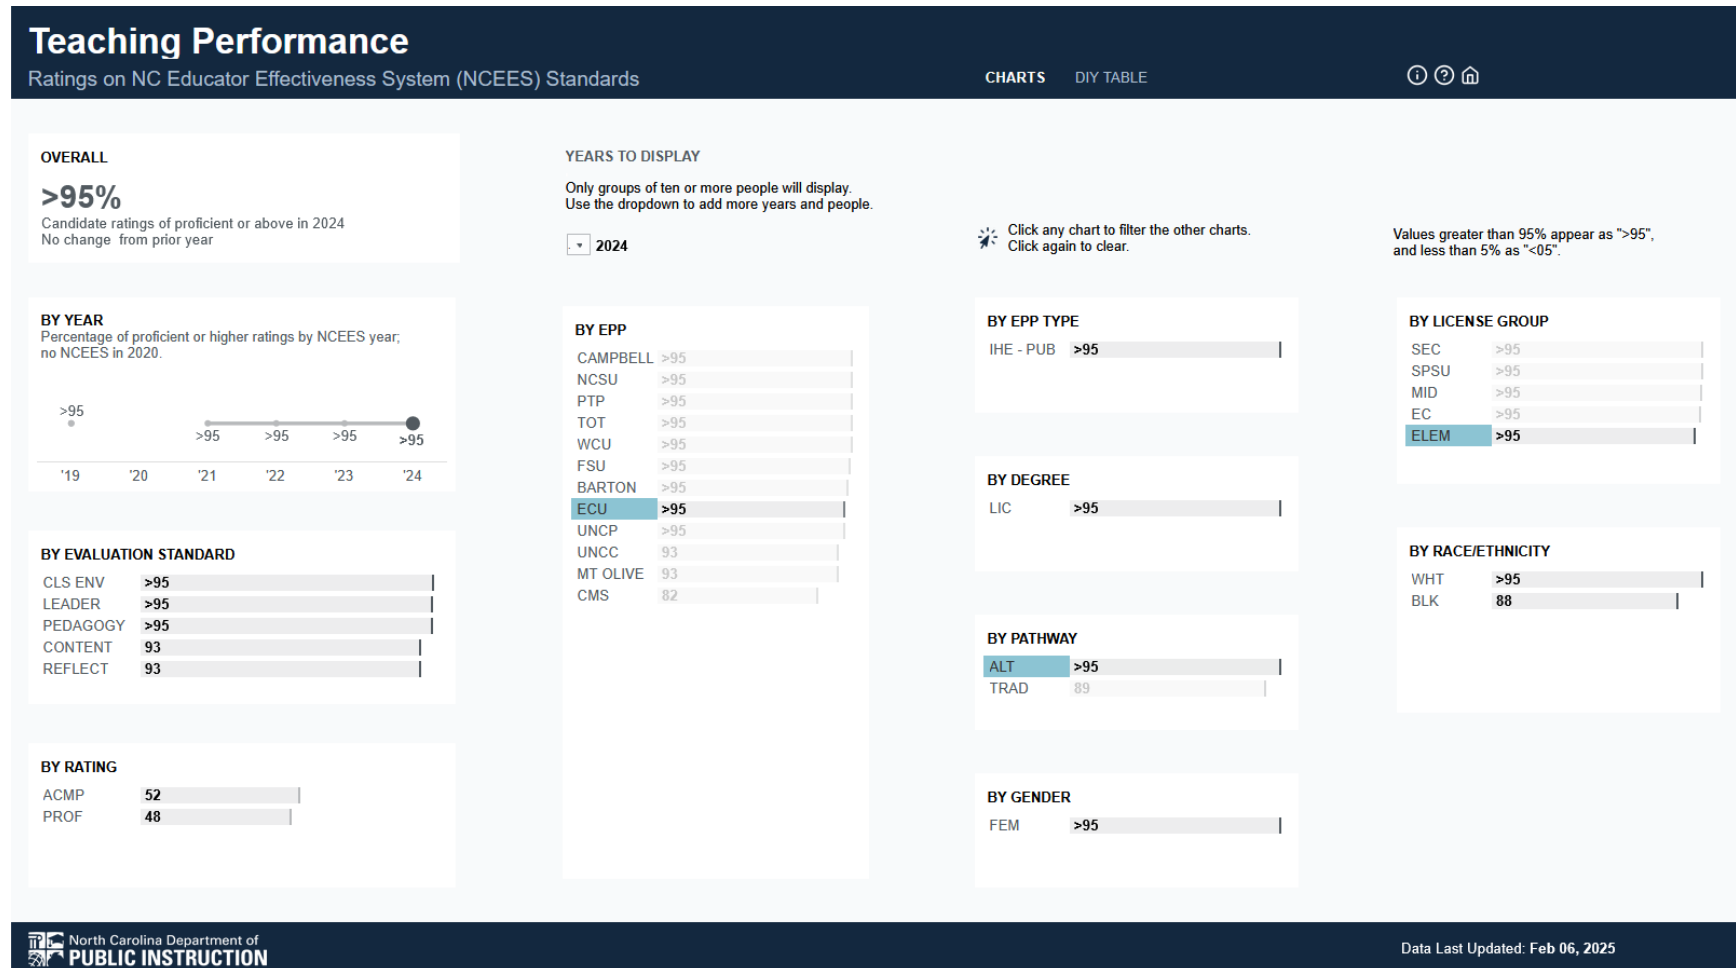 Teaching Performance
Ratings on NC Educator Effectiveness System (NCEES) Standards
CHARTS DIY TABLE
OVERALL
>95%
Candidate ratings of proficient or above in 2024
No change from prior year
YEARS TO DISPLAY
Only groups of ten or more people will display.
Use the dropdown to add more years and people.
2024
Click any chart to filter the other charts.
Click again to clear.
Values greater than 95% appear as ">95",
and less than 5% as "<05".
BY YEAR
Percentage of proficient or higher ratings by NCEES year;
no NCEES in 2020.
>95
>95 >95 >95 >95
'19 '20 '21 '22 '23 '24
BY EVALUATION STANDARD
CLS ENV >95
LEADER >95
PEDAGOGY >95
CONTENT 93
REFLECT 93
BY RATING
ACMP 52
PROF 48
BY EPP
CAMPBELL >95
NCSU >95
PTP >95
TOT >95
WCU >95
FSU >95
BARTON >95
ECU >95
UNCP >95
UNCC 93
MT OLIVE 93
CMS 82
BY EPP TYPE
IHE - PUB >95
BY DEGREE
LIC >95
BY PATHWAY
ALT >95
TRAD 89
BY GENDER
FEM >95
BY LICENSE GROUP
SEC >95
SPSU >95
MID >95
EC >95
ELEM >95
BY RACE/ETHNICITY
WHT >95
BLK 88
North Carolina Department of
PUBLIC INSTRUCTION
Data Last Updated: Feb 06, 2025